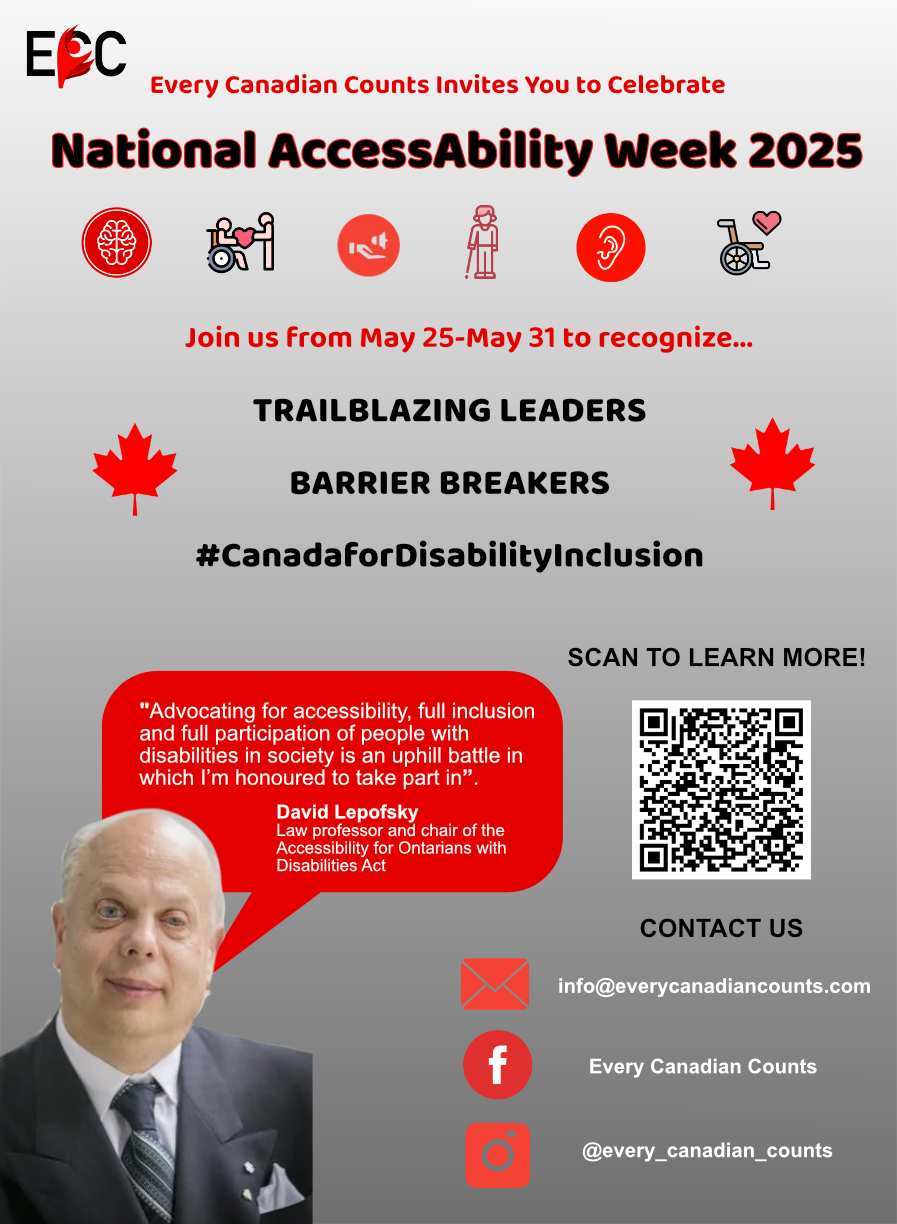 ECC
Every Canadian Counts Invites You to Celebrate
National AccessAbility Week 2025
Join us from May 25-May 31 to recognize...
TRAILBLAZING LEADERS
BARRIER BREAKERS
#CanadaforDisabilityInclusion
SCAN TO LEARN MORE!
"Advocating for accessibility, full inclusion
and full participation of people with
disabilities in society is an uphill battle in
which I’m honoured to take part in”.
David Lepofsky
Law professor and chair of the
Accessibility for Ontarians with
Disabilities Act
CONTACT US
info@everycanadiancounts.com
Every Canadian Counts
@every_canadian_counts